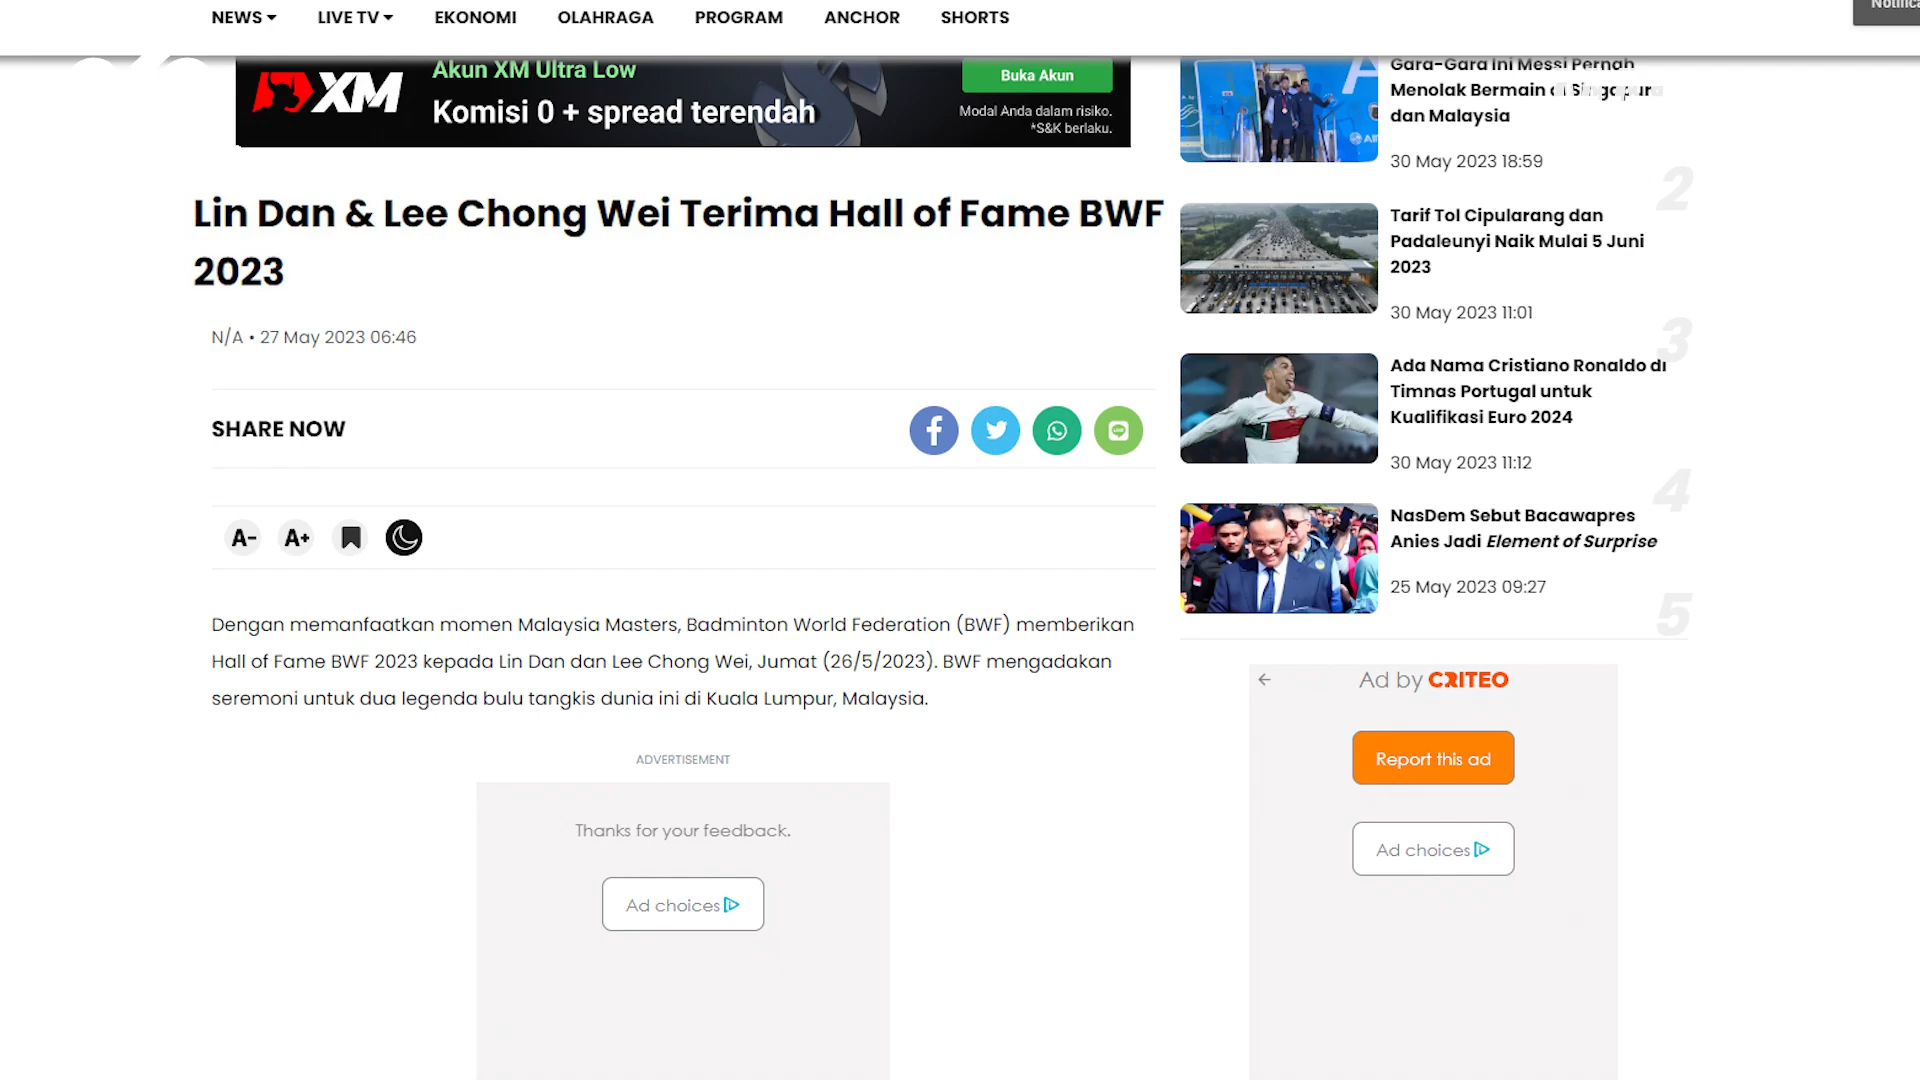 NEWS LIVE TV EKONOMI OLAHRAGA PROGRAM ANCHOR SHORTS
XM
Akun XM Ultra Low
Komisi 0 + spread terendah
Buka Akun
Modal Anda dalam risiko.
*S&K berlaku.
Lin Dan & Lee Chong Wei Terima Hall of Fame BWF
2023
N/A • 27 May 2023 06:46
SHARE NOW
A- A+
Dengan memanfaatkan momen Malaysia Masters, Badminton World Federation (BWF) memberikan
Hall of Fame BWF 2023 kepada Lin Dan dan Lee Chong Wei, Jumat (26/5/2023). BWF mengadakan
seremoni untuk dua legenda bulu tangkis dunia ini di Kuala Lumpur, Malaysia.
ADVERTISEMENT
Thanks for your feedback.
Ad choices
Gara-Gara Ini Messi Pernah
Menolak Bermain di Singapura
dan Malaysia
30 May 2023 18:59
2
Tarif Tol Cipularang dan
Padaleunyi Naik Mulai 5 Juni
2023
30 May 2023 11:01
3
Ada Nama Cristiano Ronaldo di
Timnas Portugal untuk
Kualifikasi Euro 2024
30 May 2023 11:12
4
NasDem Sebut Bacawapres
Anies Jadi Element of Surprise
25 May 2023 09:27
5
Ad by CRITEO
Report this ad
Ad choices